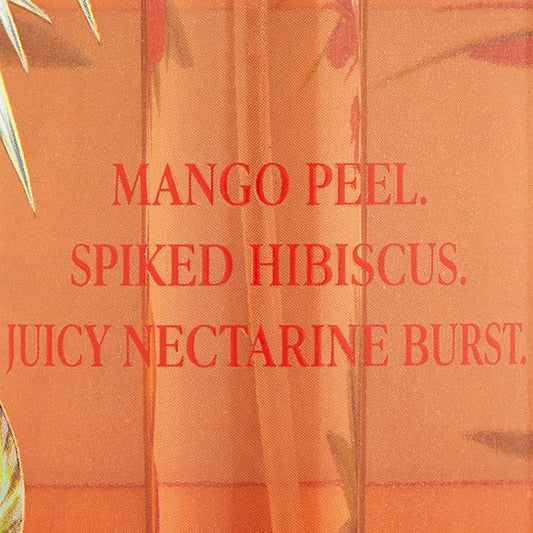 MANGO PEEL.
SPIKED HIBISCUS.
JUICY NECTARINE BURST.